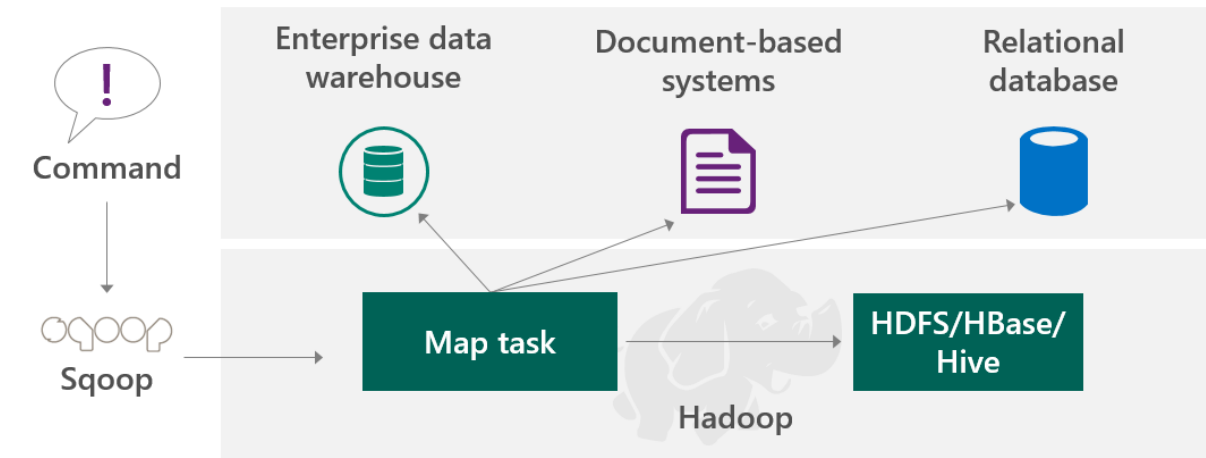 Enterprise data
warehouse
Document-based
systems
Relational
database
!
Command
sqoop
Sqoop
Map task
HDFS/HBase/
Hive
Hadoop